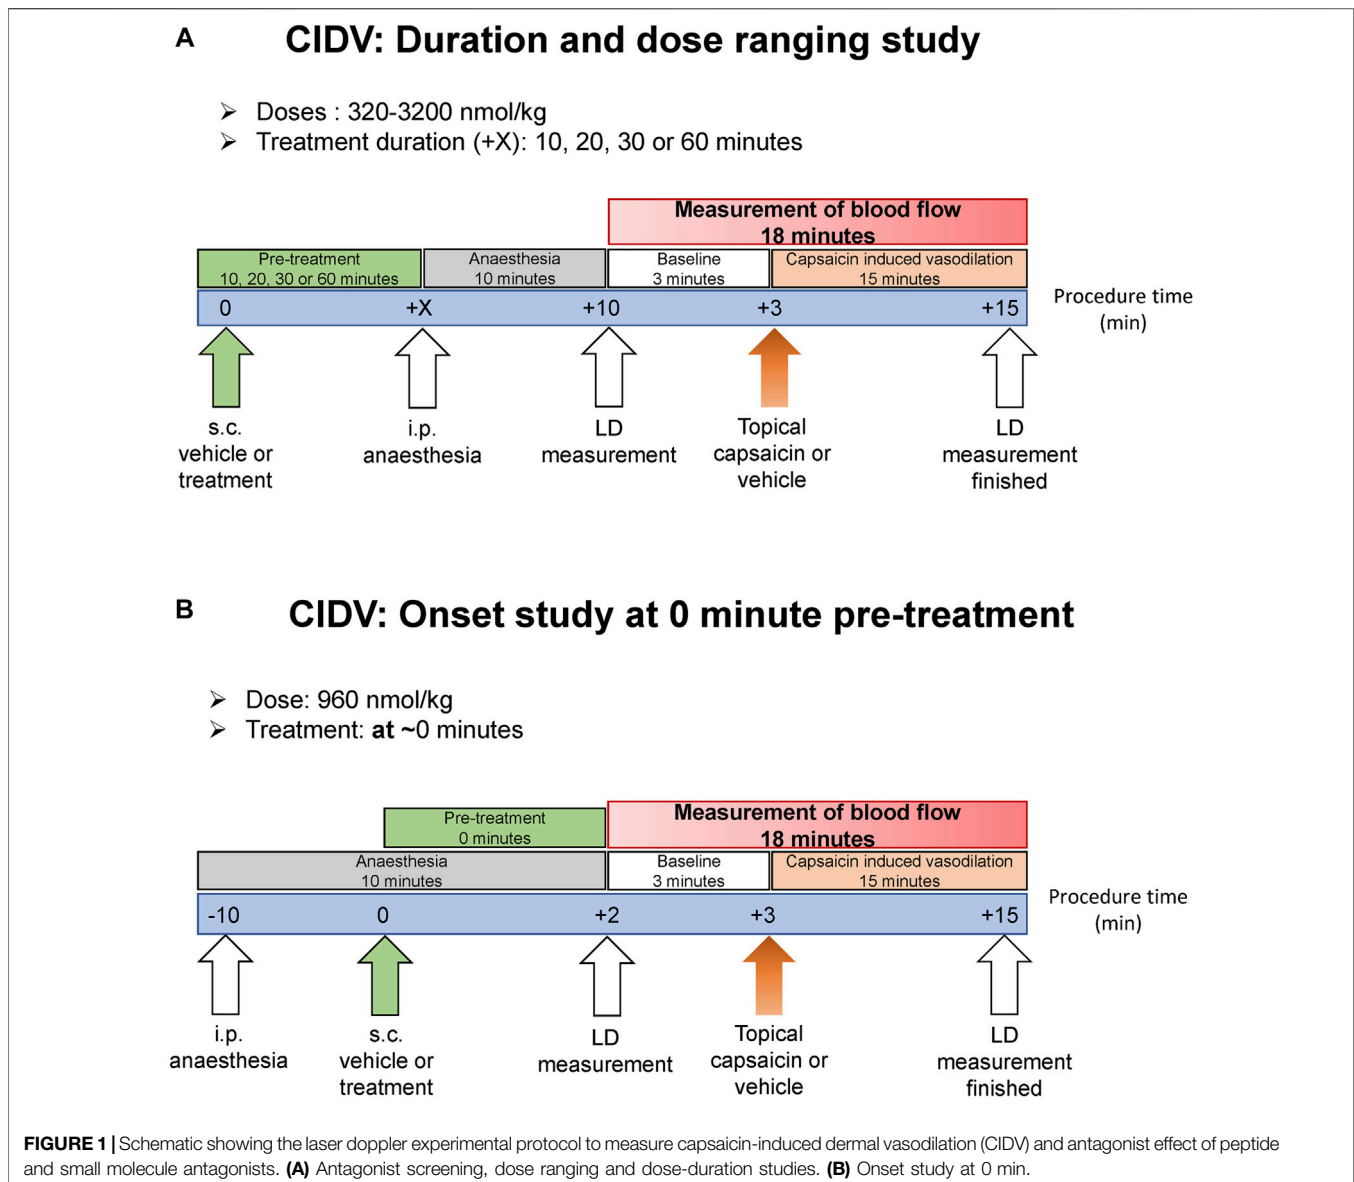 A
CIDV: Duration and dose ranging study
➢ Doses : 320-3200 nmol/kg
➢ Treatment duration (+X): 10, 20, 30 or 60 minutes
Measurement of blood flow
18 minutes
Pre-treatment
10, 20, 30 or 60 minutes
Anaesthesia
10 minutes
Baseline
3 minutes
Capsaicin induced vasodilation
15 minutes
0 +X +10 +3 +15
Procedure time
(min)
s.c.
vehicle or
treatment
i.p.
anaesthesia
LD
measurement
Topical
capsaicin or
vehicle
LD
measurement
finished
B
CIDV: Onset study at 0 minute pre-treatment
➢ Dose: 960 nmol/kg
➢ Treatment: at ~0 minutes
Pre-treatment
0 minutes
Measurement of blood flow
18 minutes
Anaesthesia
10 minutes
Baseline
3 minutes
Capsaicin induced vasodilation
15 minutes
-10 0 +2 +3 +15
Procedure time
(min)
i.p.
anaesthesia
s.c.
vehicle or
treatment
LD
measurement
Topical
capsaicin or
vehicle
LD
measurement
finished
FIGURE 1 | Schematic showing the laser doppler experimental protocol to measure capsaicin-induced dermal vasodilation (CIDV) and antagonist effect of peptide
and small molecule antagonists. (A) Antagonist screening, dose ranging and dose-duration studies. (B) Onset study at 0 min.